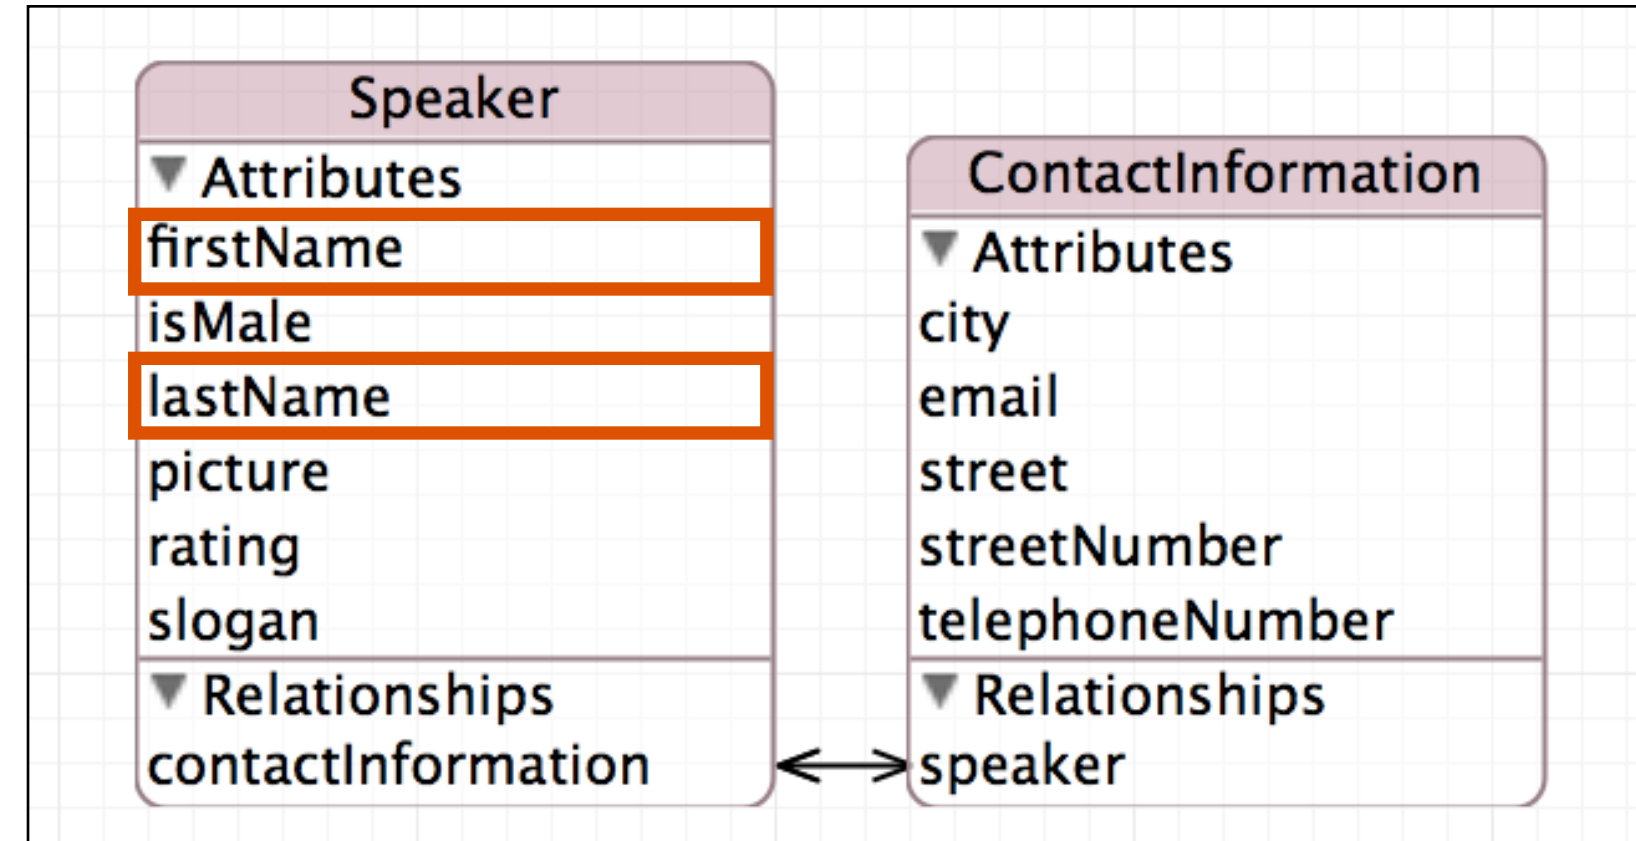 Speaker
Attributes
firstName
isMale
lastName
picture
rating
slogan
Relationships
contactInformation
ContactInformation
Attributes
city
email
street
streetNumber
telephoneNumber
Relationships
speaker